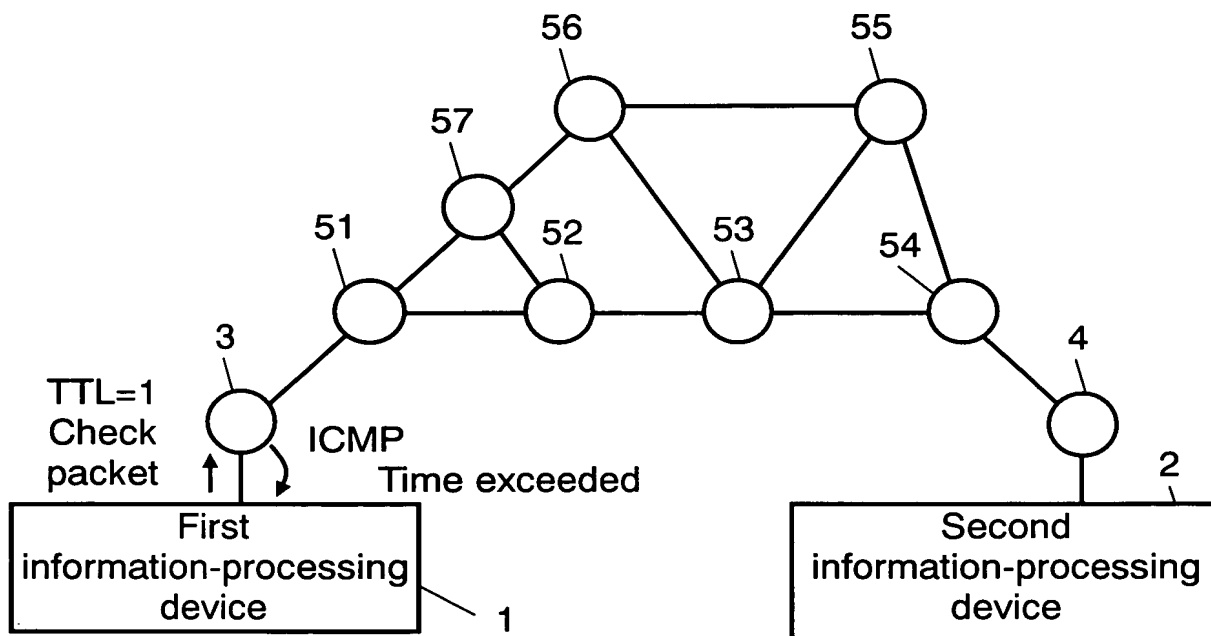 56
55
57
51
52
53
54
3
4
TTL=1
Check
packet
ICMP
Time exceeded
2
First
information-processing
device
1
Second
information-processing
device